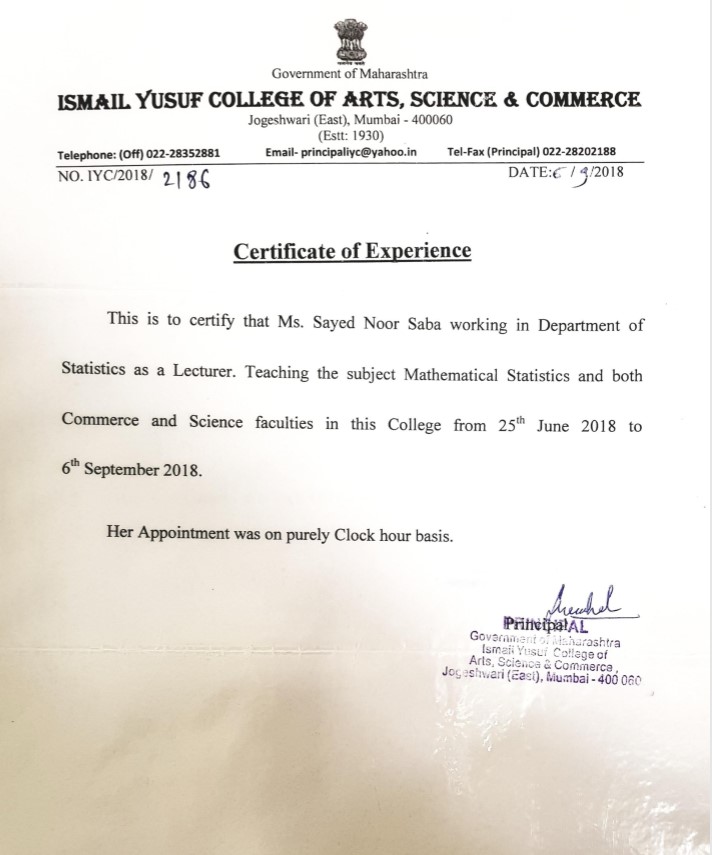 Government of Maharashtra
ISMAIL YUSUF COLLEGE OF ARTS, SCIENCE & COMMERCE
Jogeshwari (East), Mumbai - 400060
(Estt: 1930)
Telephone: (Off) 022-28352881 Email- principaliyc@yahoo.in Tel-Fax (Principal) 022-28202188
NO. IYC/2018/ 2186 DATE: 6/9/2018
Certificate of Experience
This is to certify that Ms. Sayed Noor Saba working in Department of
Statistics as a Lecturer. Teaching the subject Mathematical Statistics and both
Commerce and Science faculties in this College from 25th June 2018 to
6th September 2018.
Her Appointment was on purely Clock hour basis.
Principal
Government of Maharashtra
Ismail Yusuf College of
Arts, Science & Commerce,
Jogeshwari (East), Mumbai - 400 060